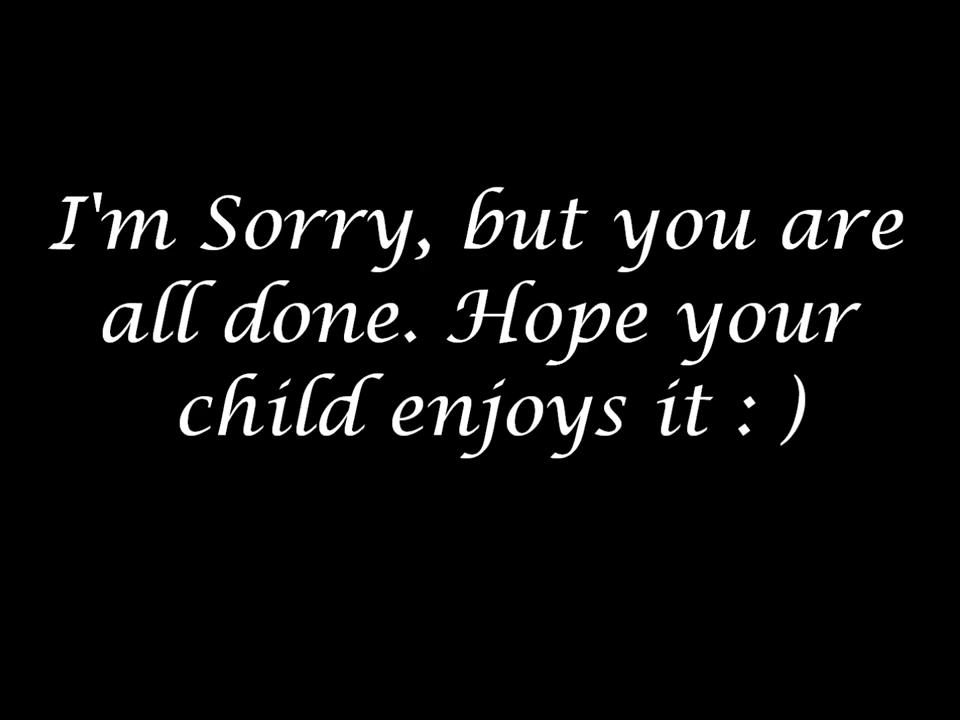 I'm Sorry, but you are
all done. Hope your
child enjoys it : )